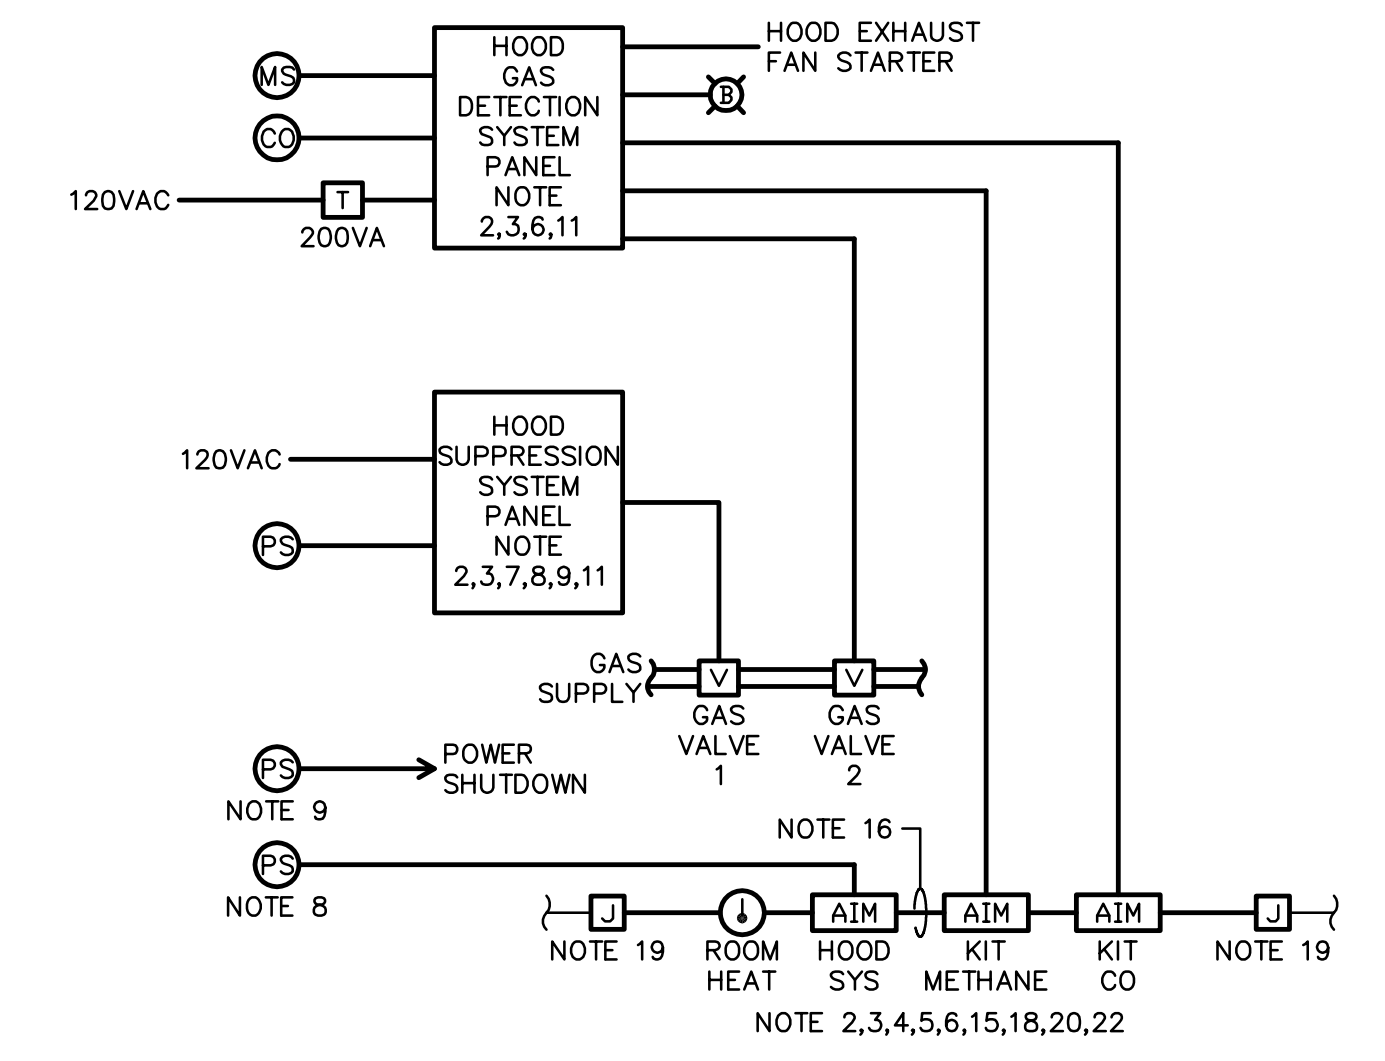 HOOD EXHAUST
FAN STARTER
HOOD
GAS
DETECTION
SYSTEM
PANEL
NOTE
2,3,6,11
MS
B
CO
120VAC
T
200VA
HOOD
SUPPRESSION
SYSTEM
PANEL
NOTE
2,3,7,8,9,11
120VAC
PS
GAS
SUPPLY
V
V
GAS
VALVE
1
GAS
VALVE
2
PS
NOTE 9
POWER
SHUTDOWN
NOTE 16
PS
NOTE 8
J
NOTE 19
ROOM
HEAT
AIM
HOOD
SYS
AIM
KIT
METHANE
AIM
KIT
CO
J
NOTE 19
NOTE 2,3,4,5,6,15,18,20,22